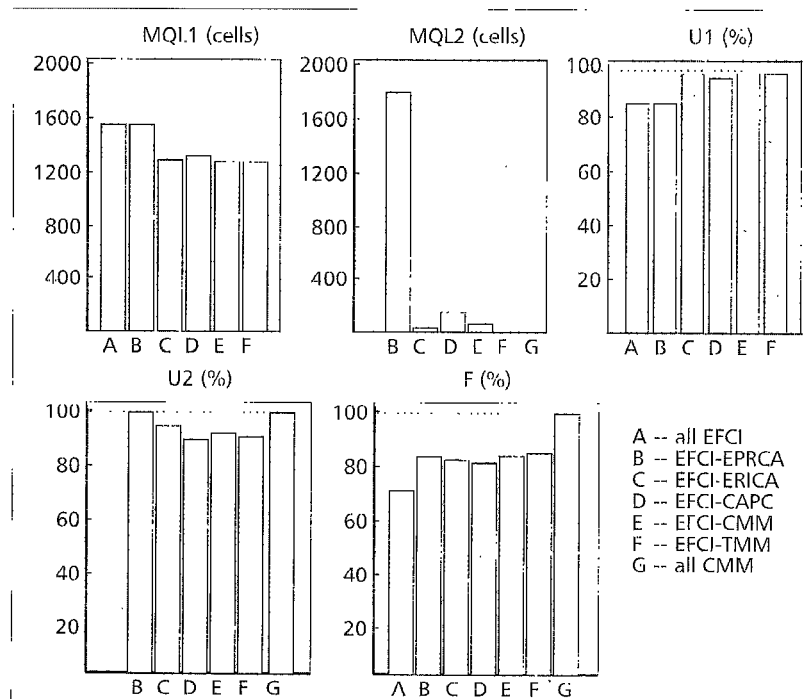 MQL1 (cells)
2000
1600
1200
800
400
A B C D E F
MQL2 (cells)
2000
1600
1200
800
400
B C D E F G
U1 (%)
100
80
60
40
20
A B C D E F
U2 (%)
100
80
60
40
20
B C D E F G
F (%)
100
80
60
40
20
A B C D E F G
A -- all EFCI
B -- EFCI-EPRCA
C -- EFCI-ERICA
D -- EFCI-CAPC
E -- EFCI-CMM
F -- EFCI-TMM
G -- all CMM